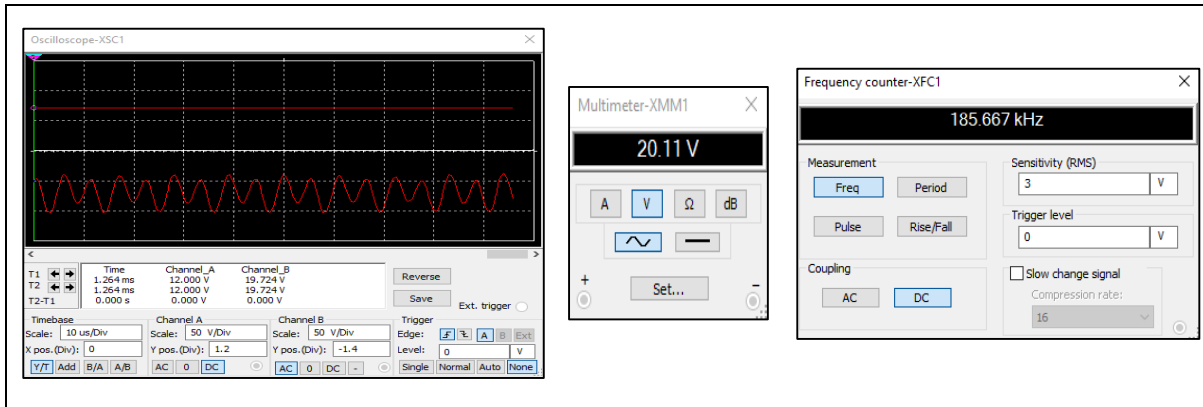 Oscilloscope-XSC1
Time Channel_A Channel_B
T1 1.264 ms 12.000 V 19.724 V
T2 1.264 ms 12.000 V 19.724 V
T2-T1 0.000 s 0.000 V 0.000 V
Reverse
Save
Ext. trigger
Timebase
Scale: 10 us/Div
X pos.(Div): 0
Y/T Add B/A A/B
Channel A
Scale: 50 V/Div
Y pos.(Div): 1.2
AC 0 DC
Channel B
Scale: 50 V/Div
Y pos.(Div): -1.4
AC 0 DC -
Trigger
Edge: A B Ext
Level: 0 V
Single Normal Auto None
Multimeter-XMM1
20.11 V
A V Ω dB
+ Set... -
Frequency counter-XFC1
185.667 kHz
Measurement
Freq Period
Pulse Rise/Fall
Coupling
AC DC
Sensitivity (RMS)
3 V
Trigger level
0 V
Slow change signal
Compression rate:
16